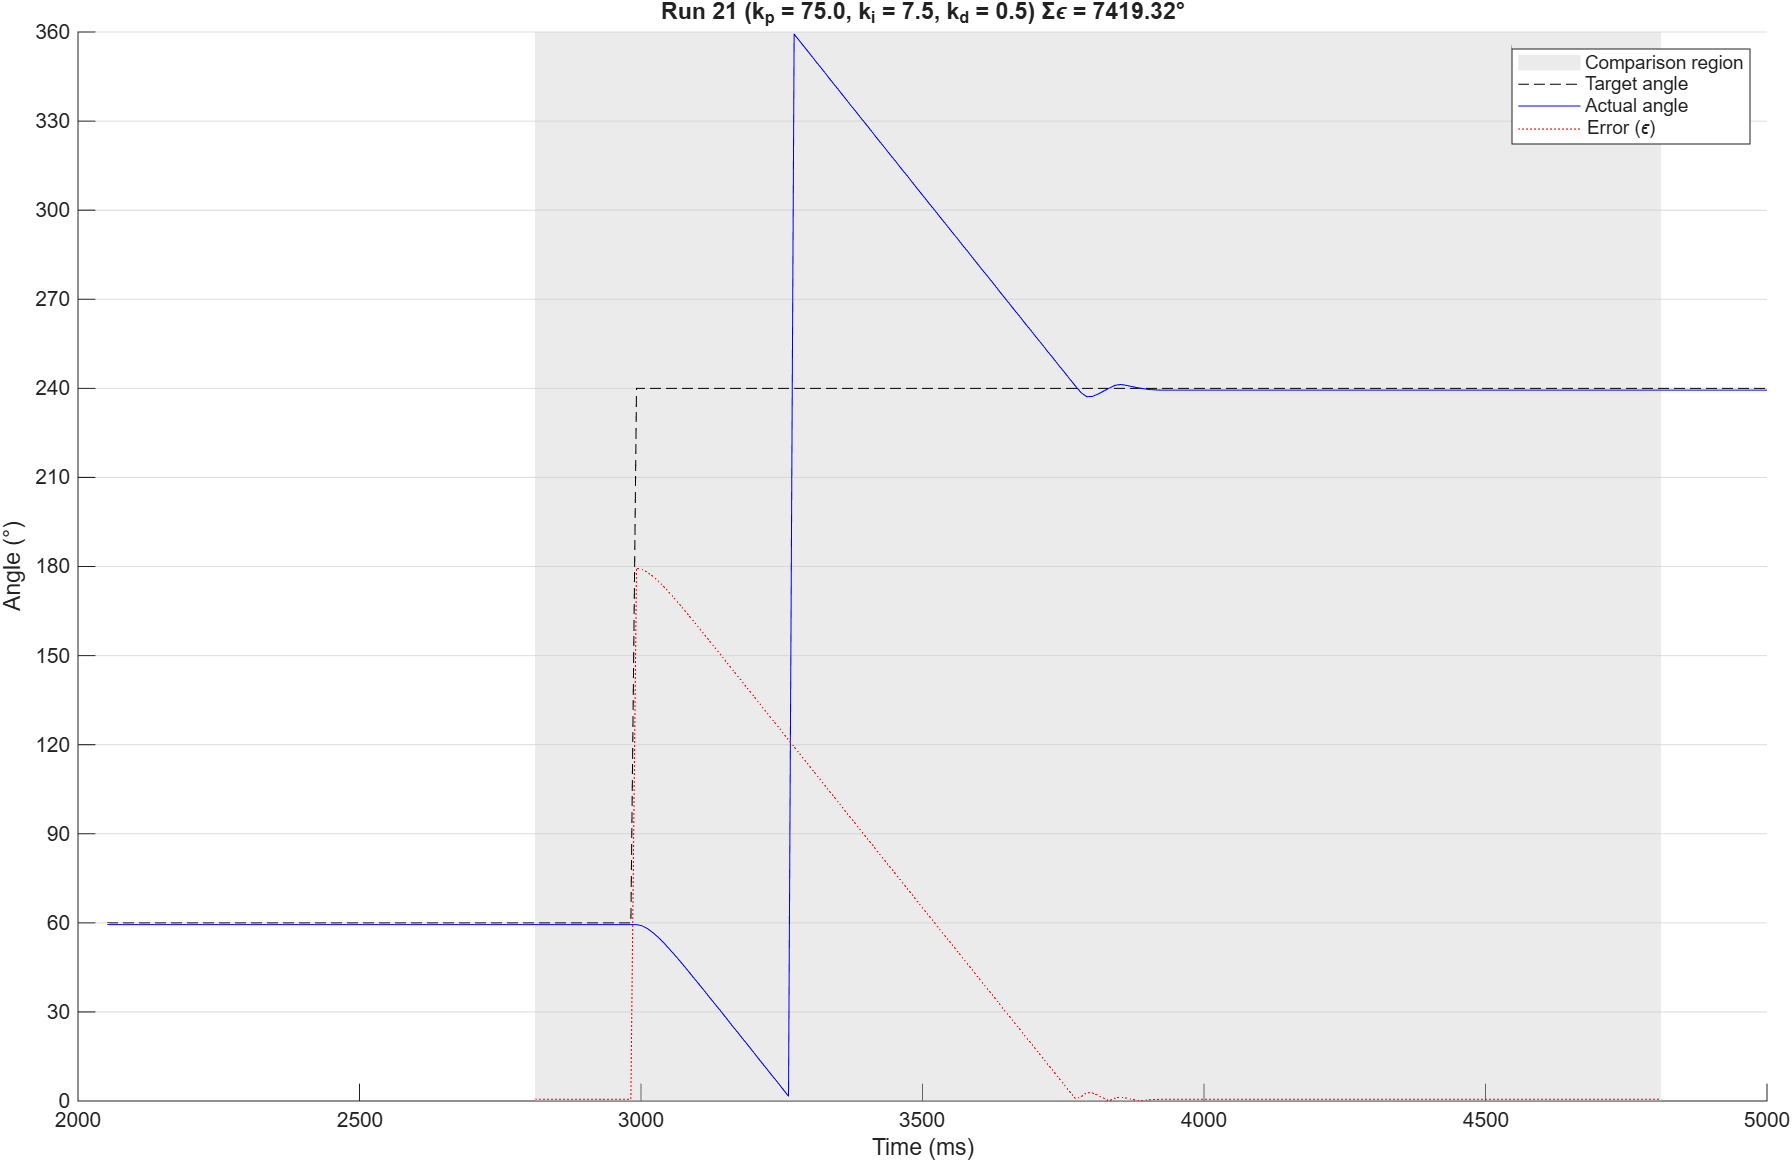 Run 21 (kp = 75.0, ki = 7.5, kd = 0.5) Σϵ = 7419.32°
360
330
300
270
240
210
180
150
120
90
60
30
0
Angle (°)
Comparison region
Target angle
Actual angle
Error (ϵ)
2000 2500 3000 3500 4000 4500 5000
Time (ms)